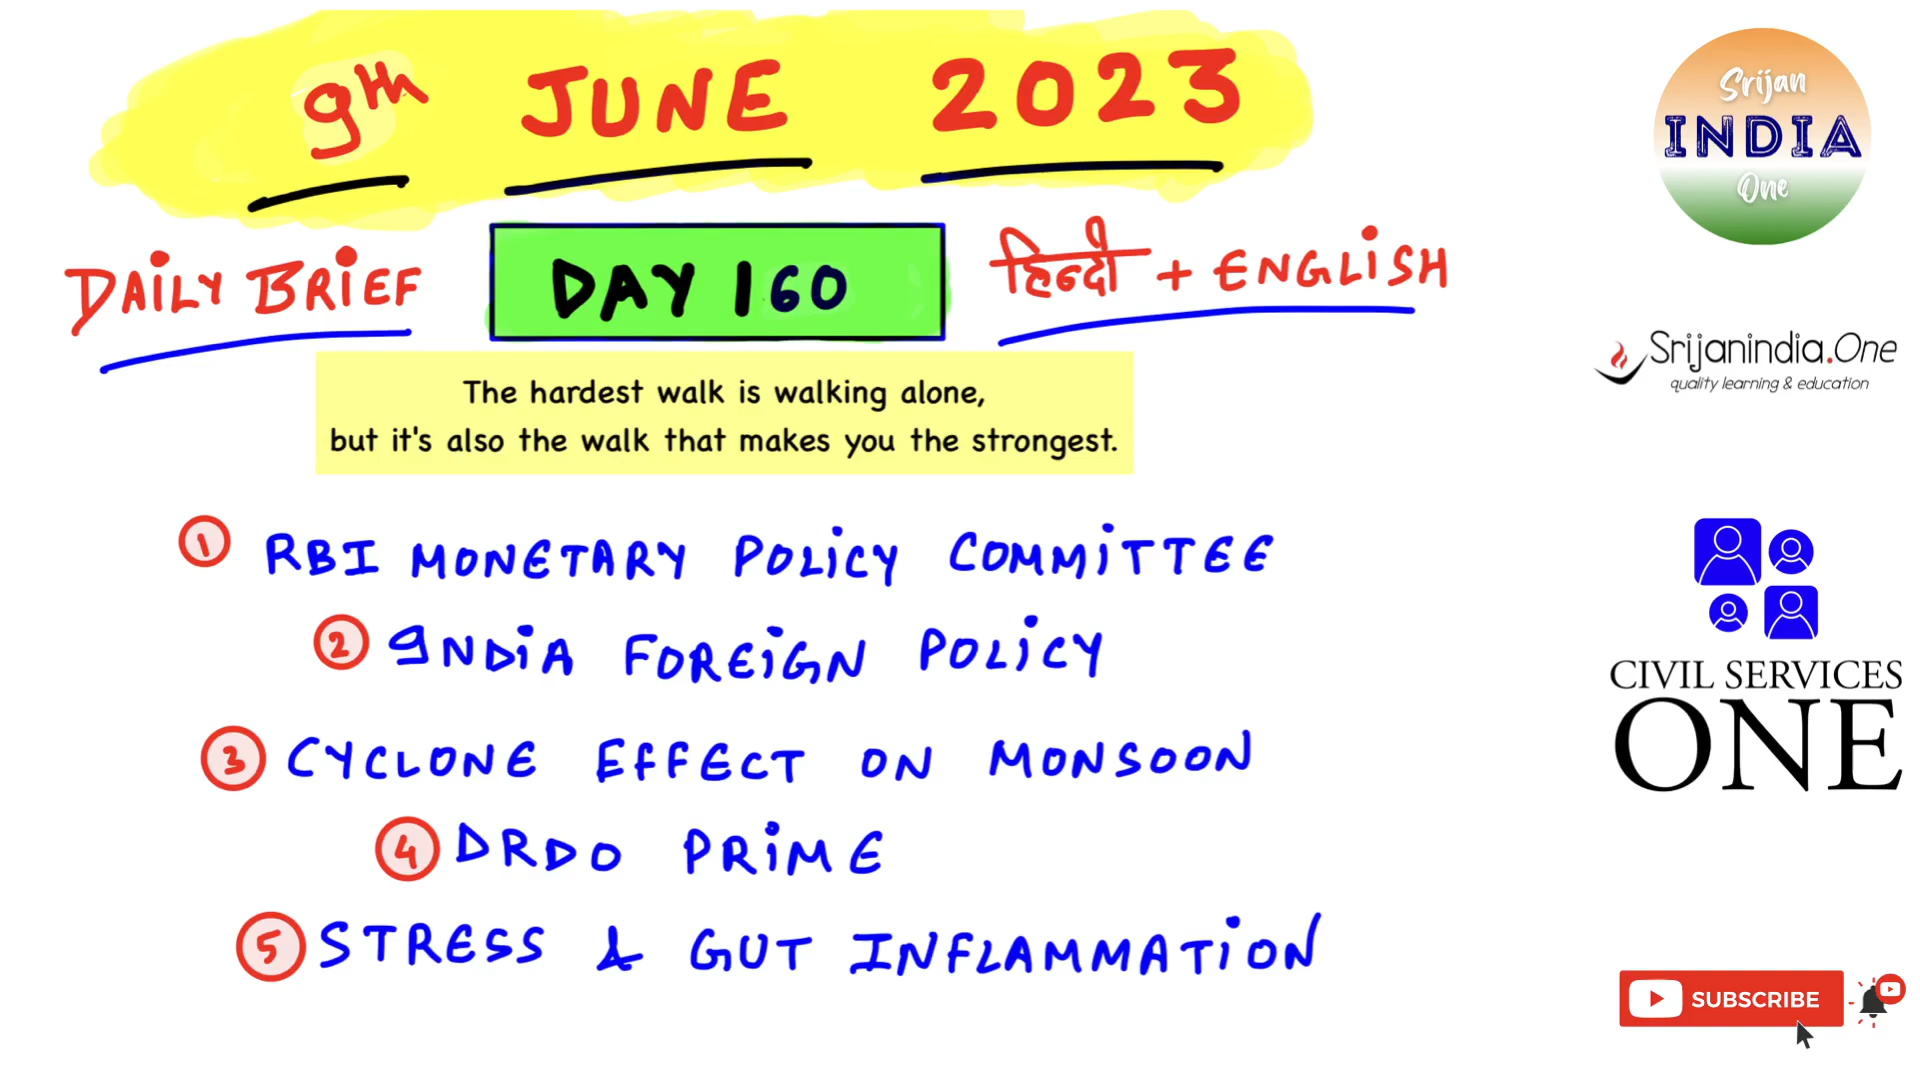 9th JUNE 2023
DAILY BRIEF
DAY 160
हिन्दी + ENGLISH
The hardest walk is walking alone,
but it's also the walk that makes you the strongest.
1 RBI MONETARY POLICY COMMITTEE
2 INDIA FOREIGN POLICY
3 CYCLONE EFFECT ON MONSOON
4 DRDO PRIME
5 STRESS & GUT INFLAMMATION
Srijan
INDIA
One
Srijanindia.One
quality learning & education
CIVIL SERVICES
ONE
SUBSCRIBE